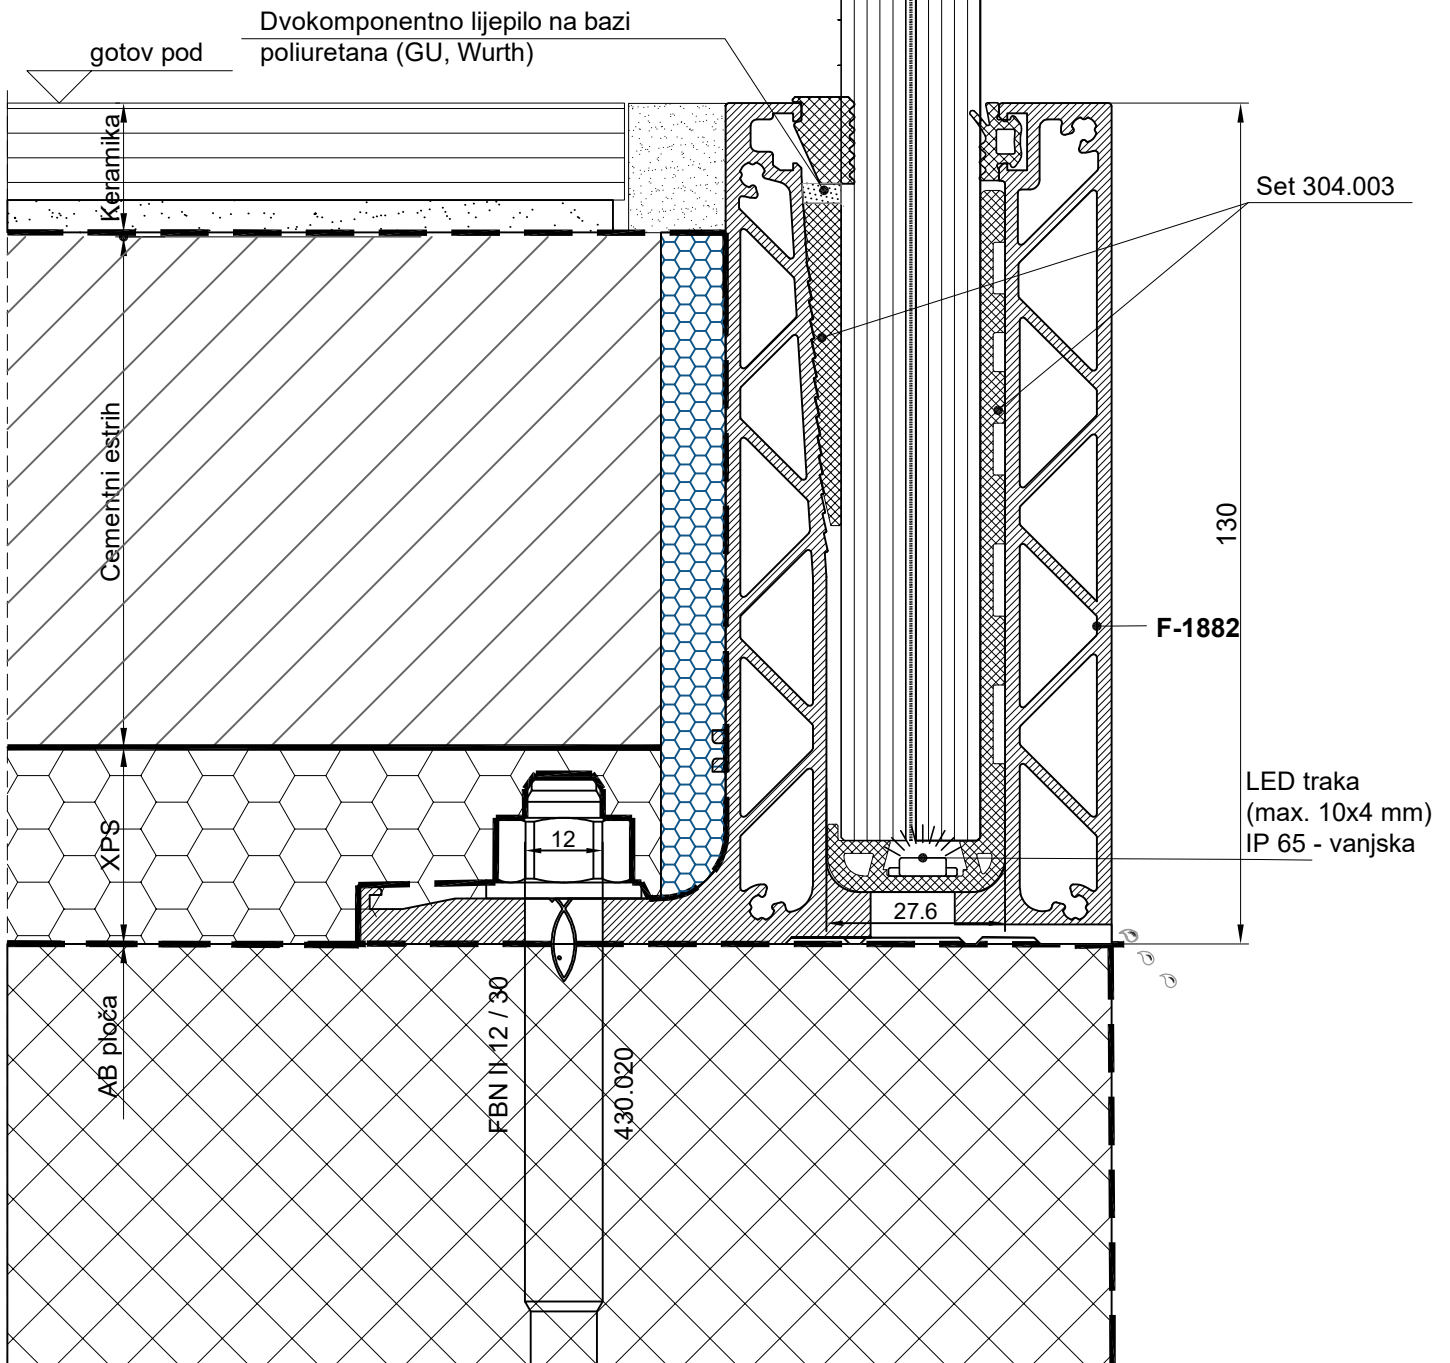 Dvokomponentno lijepilo na bazi
poliuretana (GU, Wurth)
gotov pod
Keramika
Set 304.003
Cementni estrih
130
F-1882
LED traka
(max. 10x4 mm)
IP 65 - vanjska
XPS
12
27.6
AB ploča
FBN II 12 / 30
430.020